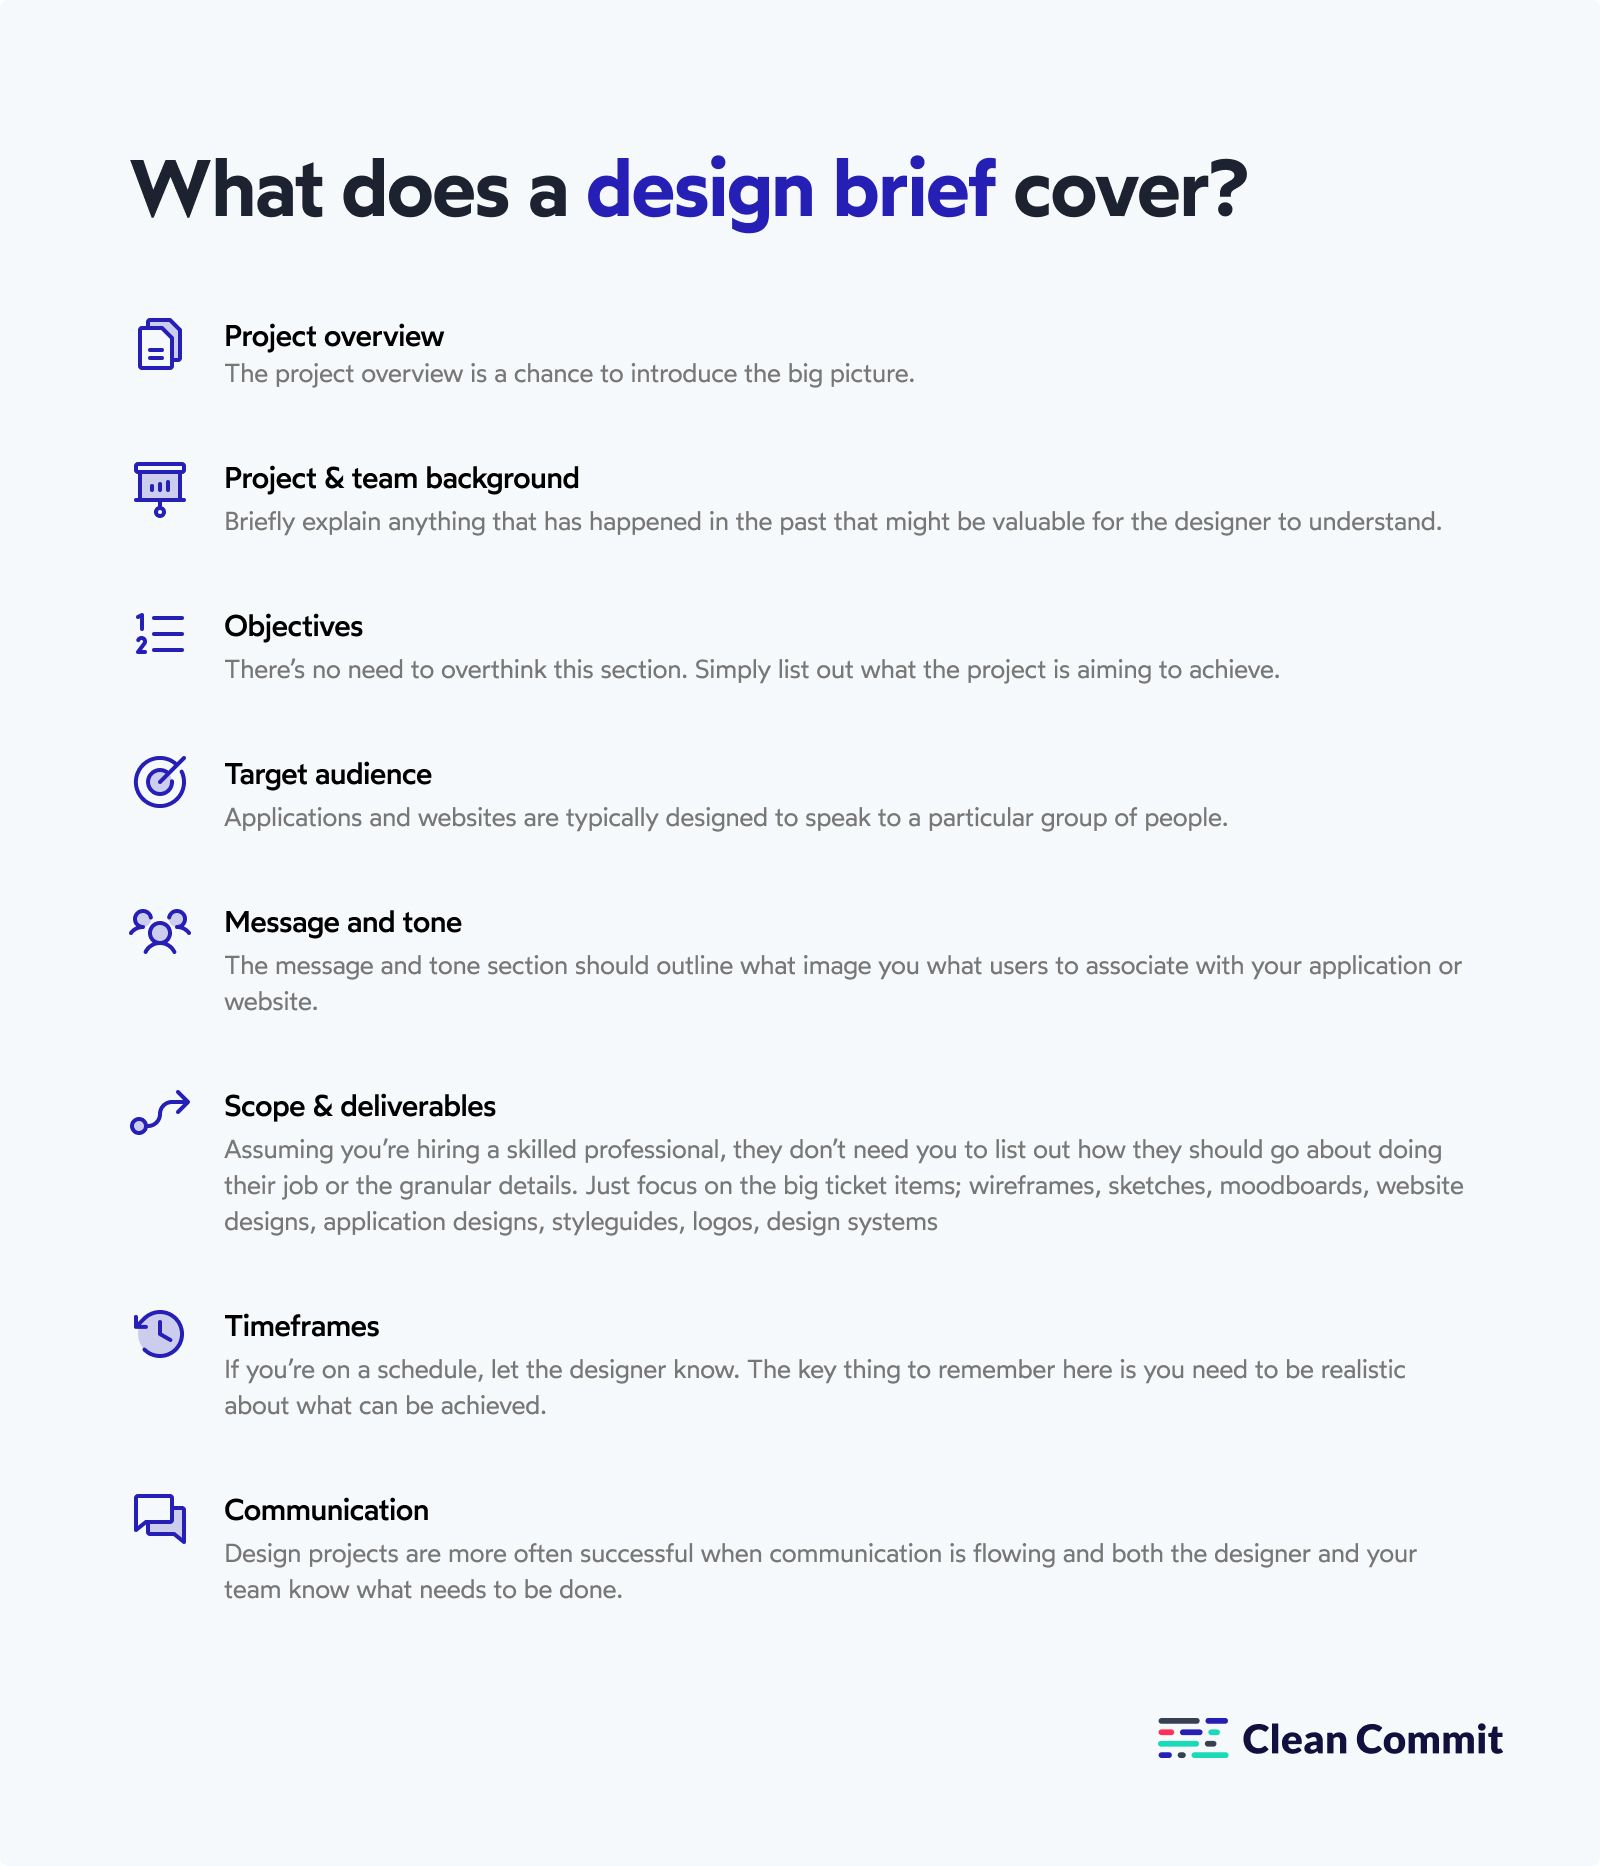 What does a design brief cover?
Project overview
The project overview is a chance to introduce the big picture.
Project & team background
Briefly explain anything that has happened in the past that might be valuable for the designer to understand.
1
2
Objectives
There’s no need to overthink this section. Simply list out what the project is aiming to achieve.
Target audience
Applications and websites are typically designed to speak to a particular group of people.
Message and tone
The message and tone section should outline what image you what users to associate with your application or
website.
Scope & deliverables
Assuming you’re hiring a skilled professional, they don’t need you to list out how they should go about doing
their job or the granular details. Just focus on the big ticket items; wireframes, sketches, moodboards, website
designs, application designs, styleguides, logos, design systems
Timeframes
If you’re on a schedule, let the designer know. The key thing to remember here is you need to be realistic
about what can be achieved.
Communication
Design projects are more often successful when communication is flowing and both the designer and your
team know what needs to be done.
Clean Commit